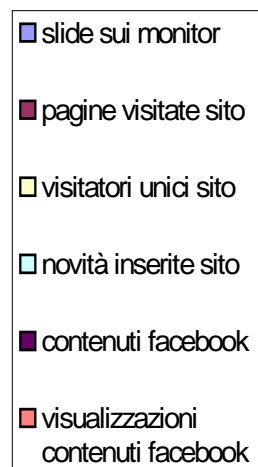 slide sui monitor
pagine visitate sito
visitatori unici sito
novità inserite sito
contenuti facebook
visualizzazioni
contenuti facebook